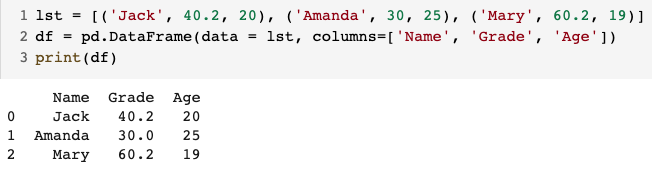 1 lst = [('Jack', 40.2, 20), ('Amanda', 30, 25), ('Mary', 60.2, 19)]
2 df = pd.DataFrame(data = lst, columns=['Name', 'Grade', 'Age'])
3 print(df)
     Name  Grade  Age
0    Jack   40.2   20
1  Amanda   30.0   25
2    Mary   60.2   19